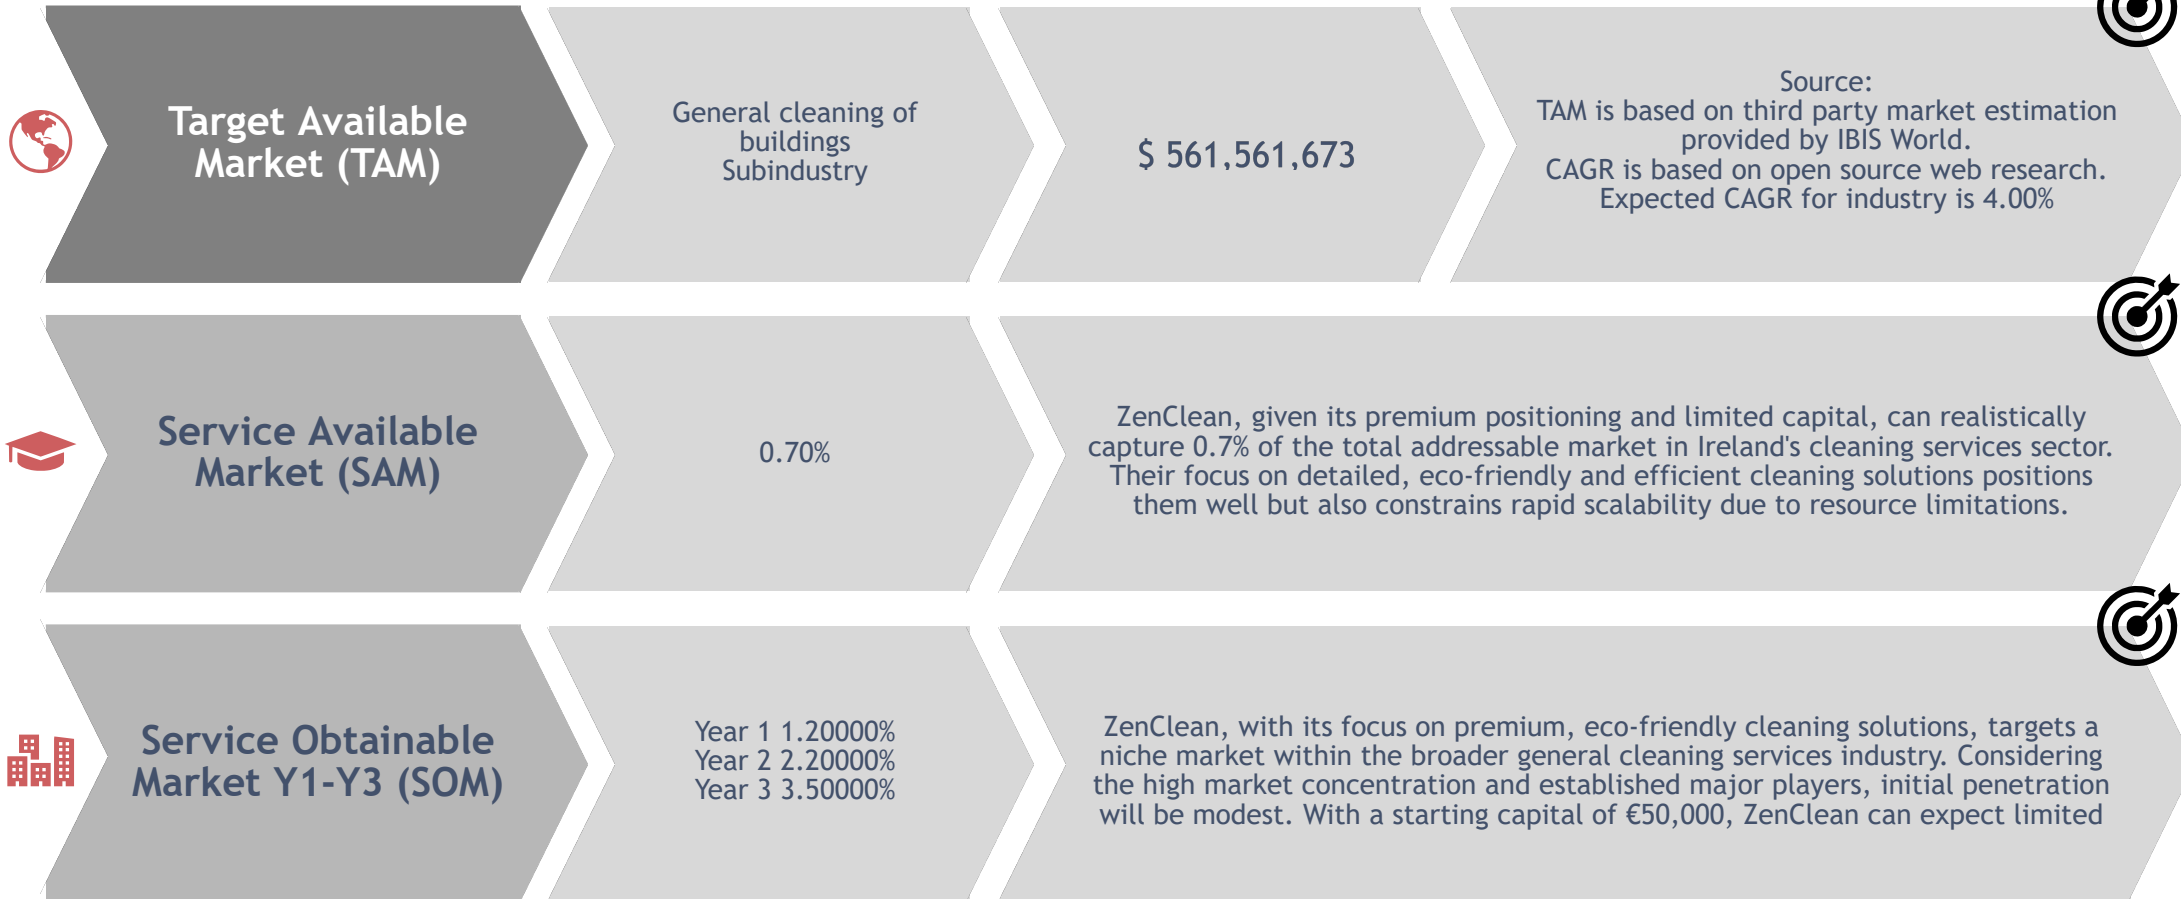 Target Available
Market (TAM)
General cleaning of
buildings
Subindustry
$ 561,561,673
Source:
TAM is based on third party market estimation
provided by IBIS World.
CAGR is based on open source web research.
Expected CAGR for industry is 4.00%
Service Available
Market (SAM)
0.70%
ZenClean, given its premium positioning and limited capital, can realistically
capture 0.7% of the total addressable market in Ireland's cleaning services sector.
Their focus on detailed, eco-friendly and efficient cleaning solutions positions
them well but also constrains rapid scalability due to resource limitations.
Service Obtainable
Market Y1-Y3 (SOM)
Year 1 1.20000%
Year 2 2.20000%
Year 3 3.50000%
ZenClean, with its focus on premium, eco-friendly cleaning solutions, targets a
niche market within the broader general cleaning services industry. Considering
the high market concentration and established major players, initial penetration
will be modest. With a starting capital of €50,000, ZenClean can expect limited